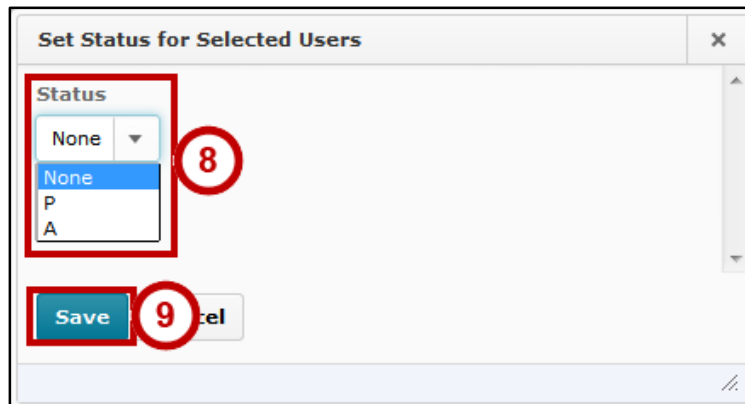 Set Status for Selected Users ×
Status
None
None
P
A
8
Save 9 cel